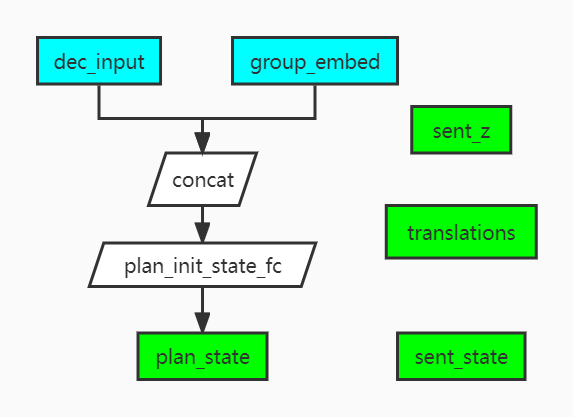 dec_input
group_embed
sent_z
concat
translations
plan_init_state_fc
plan_state
sent_state